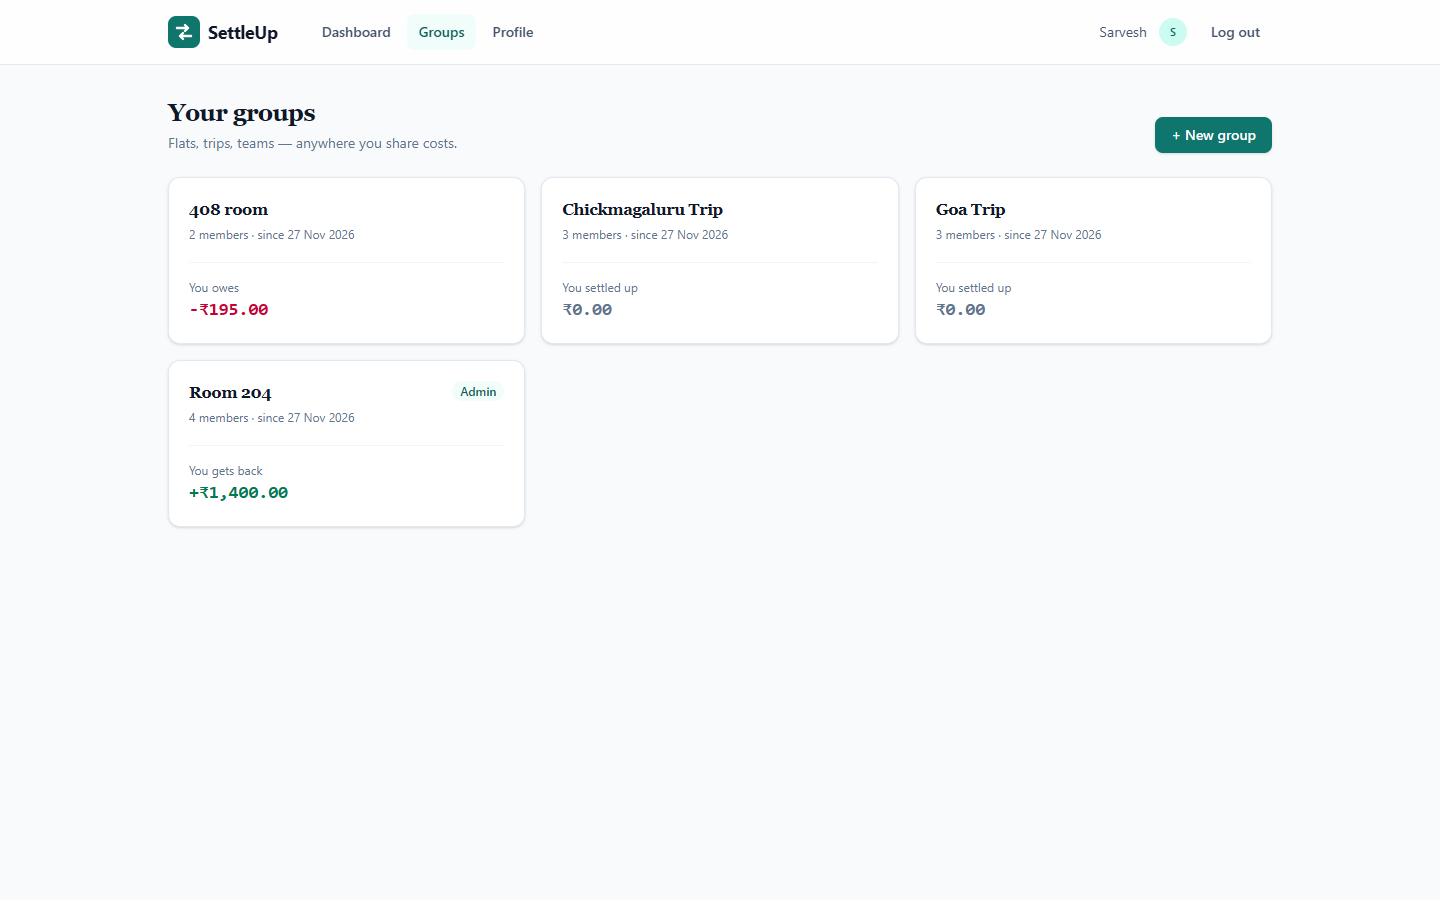 SettleUp Dashboard Groups Profile Sarvesh S Log out
Your groups
Flats, trips, teams — anywhere you share costs.
+ New group
408 room
2 members · since 27 Nov 2026
You owes
-₹195.00
Chickmagaluru Trip
3 members · since 27 Nov 2026
You settled up
₹0.00
Goa Trip
3 members · since 27 Nov 2026
You settled up
₹0.00
Room 204 Admin
4 members · since 27 Nov 2026
You gets back
+₹1,400.00